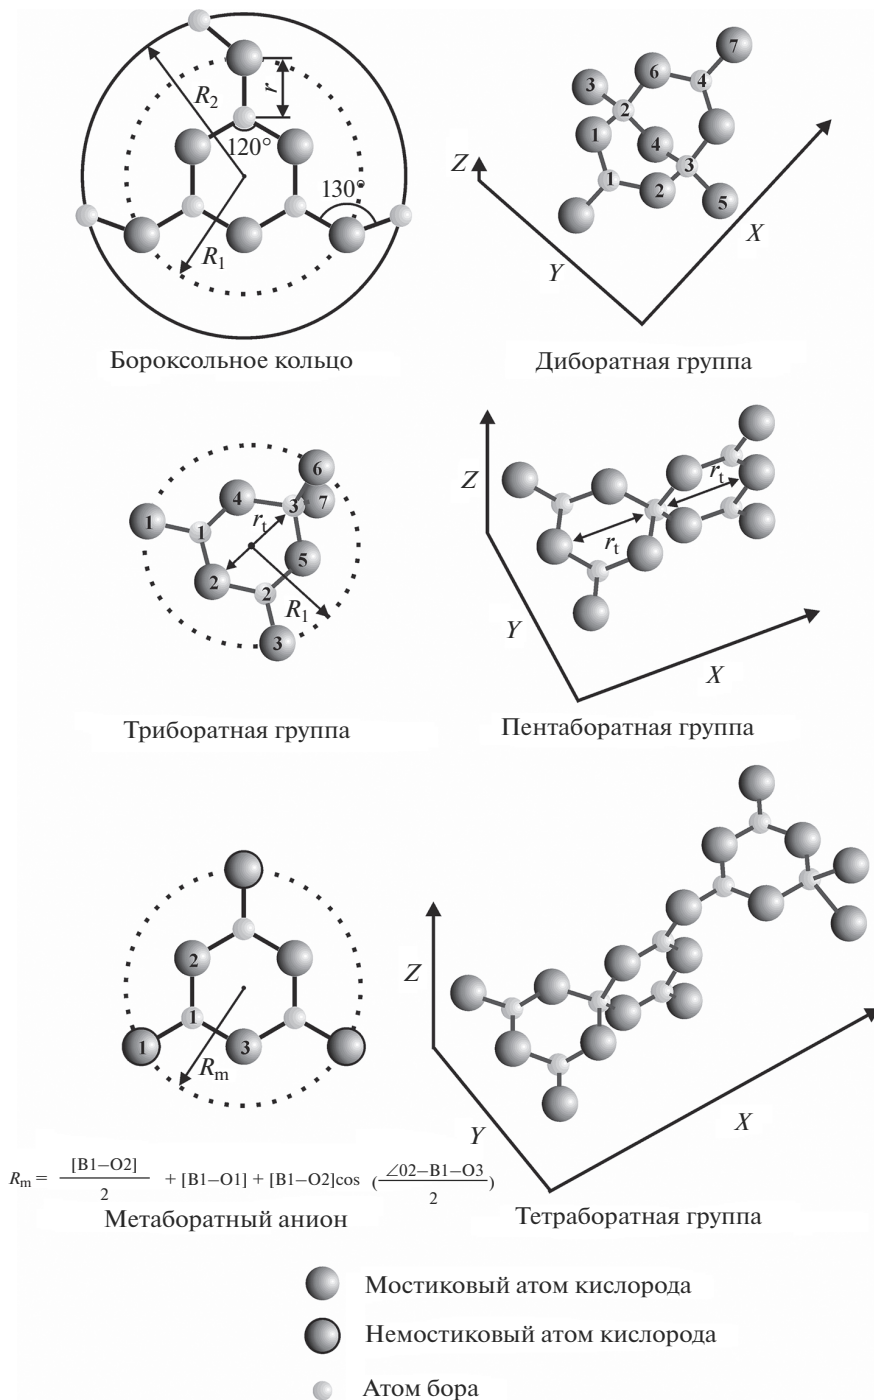 R₂
r
120°
130°
R₁
Бороксольное кольцо
7
6
3
4
2
1
4
3
1
2
5
Z
Y
X
Диборатная группа
6
4
3
7
1
1
rₜ
5
2
2
R₁
3
Триборатная группа
Z
rₜ
rₜ
Y
X
Пентаборатная группа
2
1
1
3
Rₘ
Rₘ = [B1–O2]/2 + [B1–O1] + [B1–O2]cos (∠02–B1–O3/2)
Метаборатный анион
Z
Y
X
Тетраборатная группа
Мостиковый атом кислорода
Немостиковый атом кислорода
Атом бора